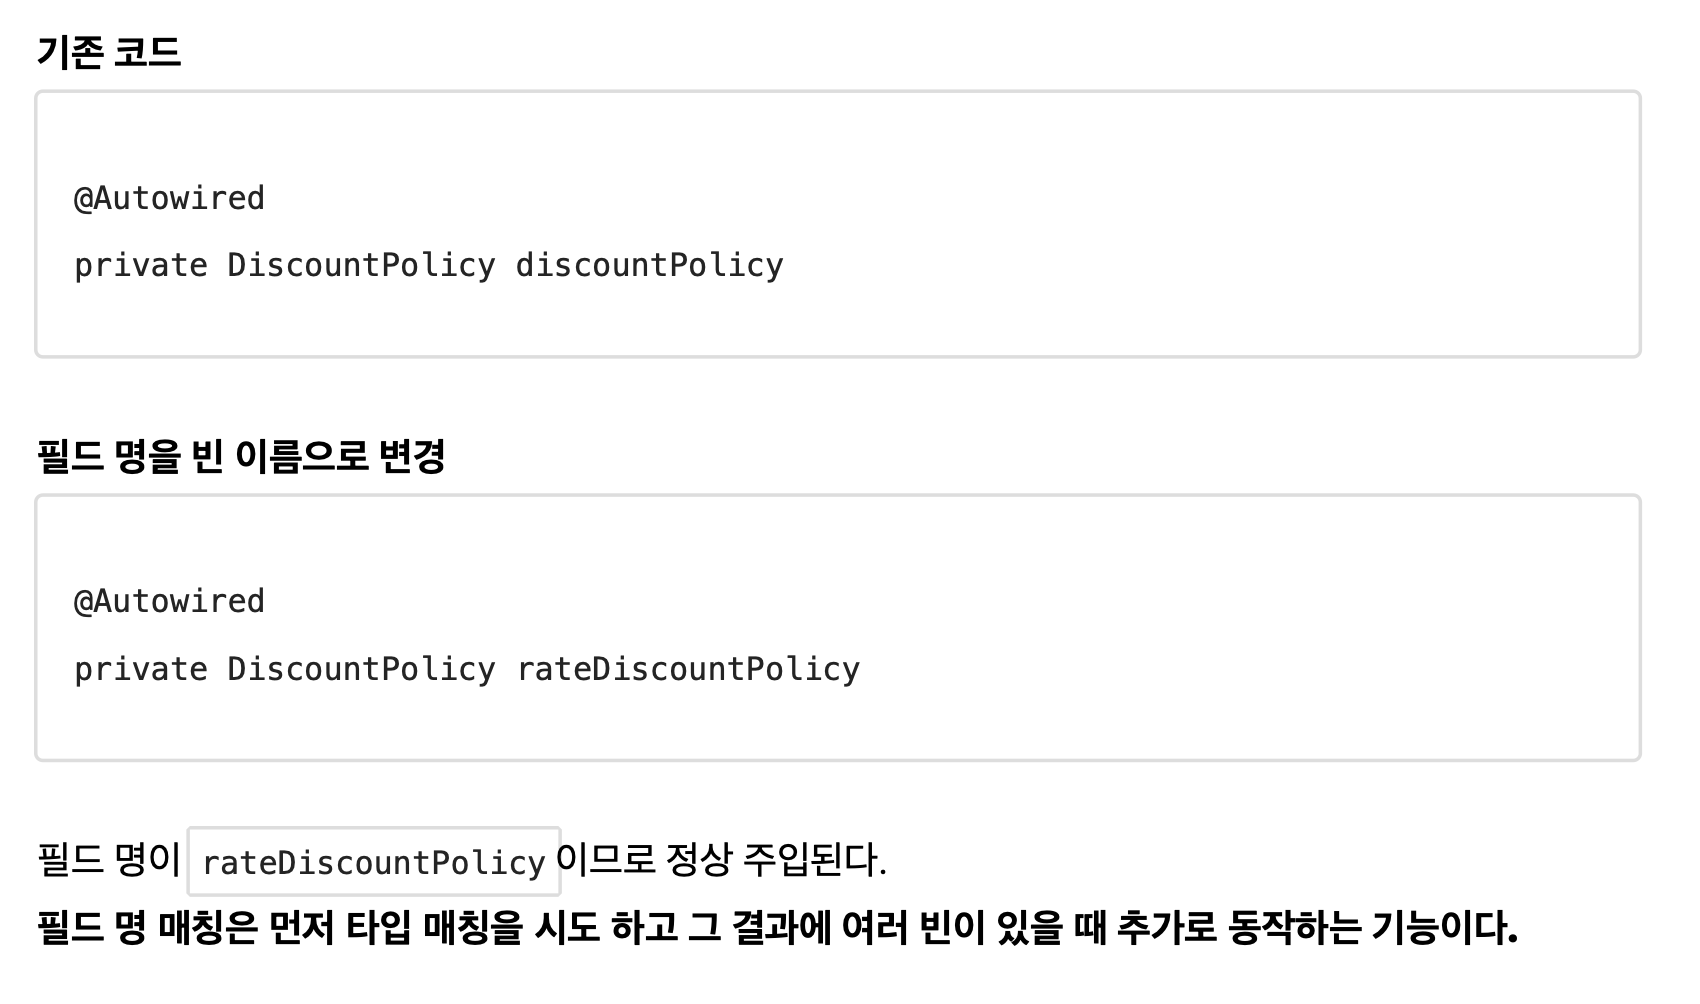 기존 코드
@Autowired
private DiscountPolicy discountPolicy
필드 명을 빈 이름으로 변경
@Autowired
private DiscountPolicy rateDiscountPolicy
필드 명이 rateDiscountPolicy 이므로 정상 주입된다.
필드 명 매칭은 먼저 타입 매칭을 시도 하고 그 결과에 여러 빈이 있을 때 추가로 동작하는 기능이다.